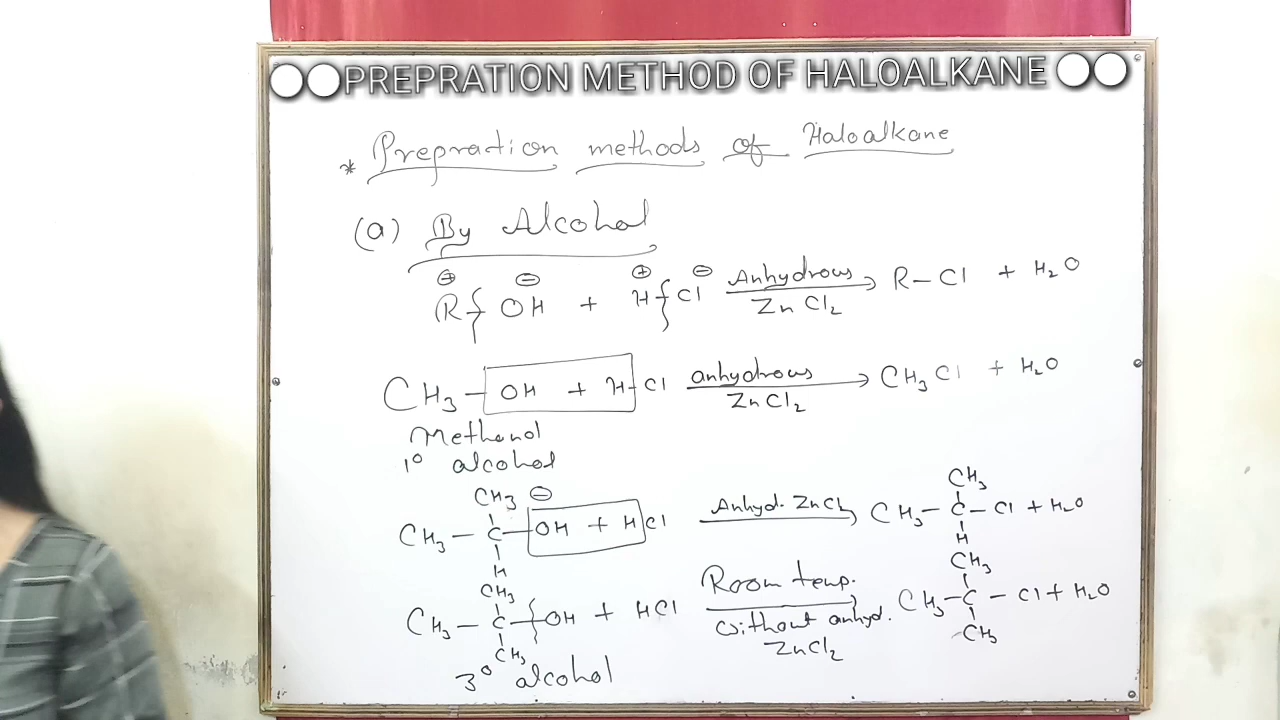 PREPRATION METHOD OF HALOALKANE
* Prepration methods of Haloalkane
(a) By Alcohol
⊕ ⊖ ⊕ ⊖
R OH + H Cl Anhydrous ZnCl₂ → R-Cl + H₂O
CH₃-OH + H-Cl anhydrous ZnCl₂ → CH₃Cl + H₂O
Methanol
1° alcohol
CH₃ ⊖ CH₃
CH₃-C-OH + HCl Anhyd. ZnCl₂ → CH₃-C-Cl + H₂O
H H
CH₃ CH₃
CH₃-C-OH + HCl Room temp. without anhyd. ZnCl₂ → CH₃-C-Cl + H₂O
CH₃ CH₃
3° alcohol